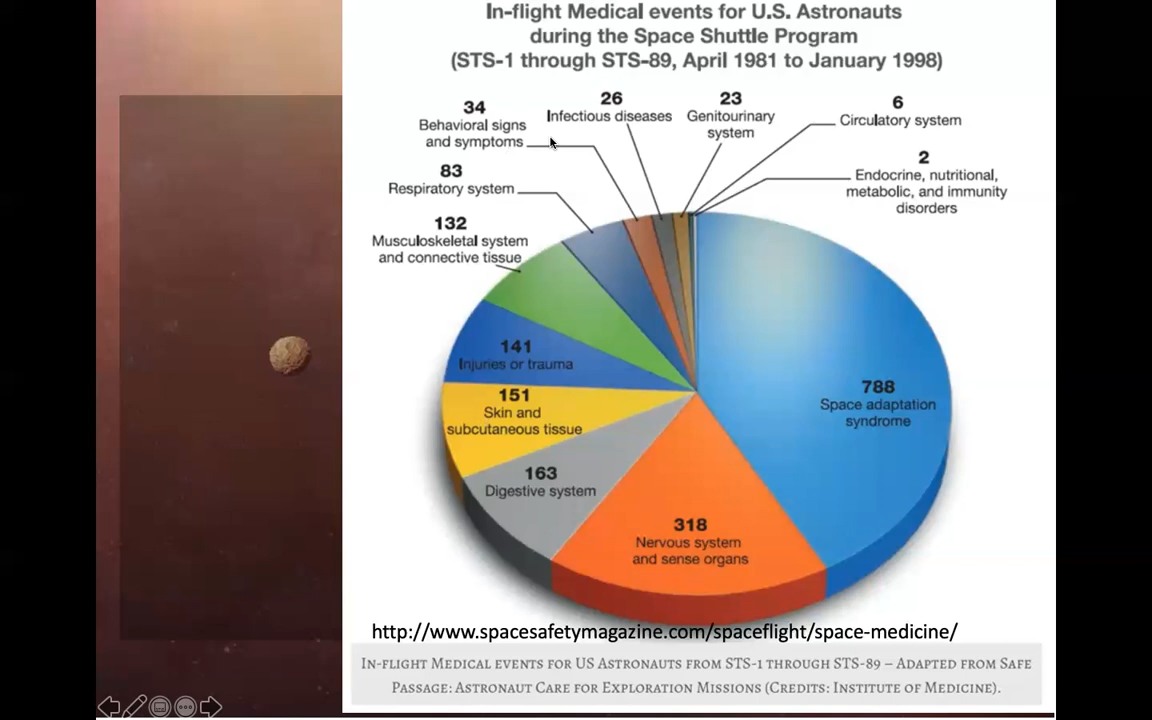 In-flight Medical events for U.S. Astronauts
during the Space Shuttle Program
(STS-1 through STS-89, April 1981 to January 1998)
34
Behavioral signs
and symptoms
26
Infectious diseases
23
Genitourinary
system
6
Circulatory system
2
Endocrine, nutritional,
metabolic, and immunity
disorders
83
Respiratory system
132
Musculoskeletal system
and connective tissue
141
Injuries or trauma
151
Skin and
subcutaneous tissue
163
Digestive system
318
Nervous system
and sense organs
788
Space adaptation
syndrome
http://www.spacesafetymagazine.com/spaceflight/space-medicine/
In-flight Medical events for US Astronauts from STS-1 through STS-89 – Adapted from Safe
Passage: Astronaut Care for Exploration Missions (Credits: Institute of Medicine).